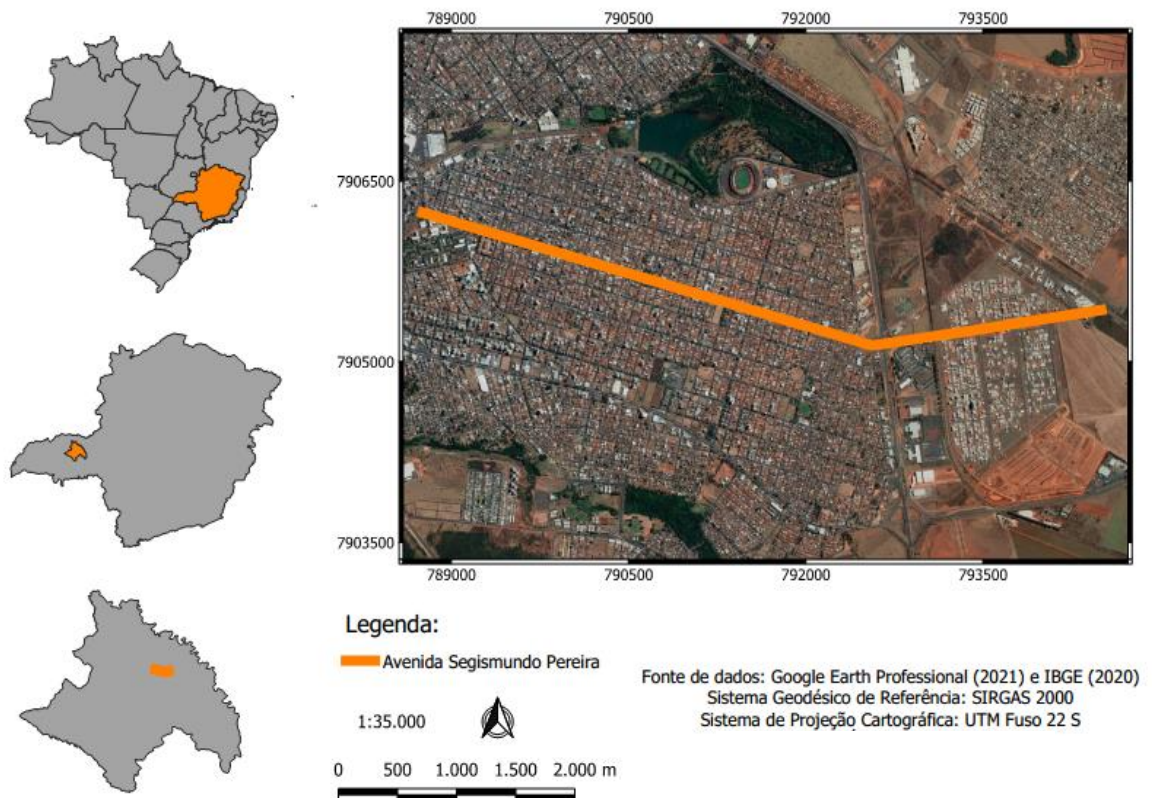 789000 790500 792000 793500
7906500
7905000
7903500
789000 790500 792000 793500
Legenda:
Avenida Segismundo Pereira
1:35.000
0 500 1.000 1.500 2.000 m
Fonte de dados: Google Earth Professional (2021) e IBGE (2020)
Sistema Geodésico de Referência: SIRGAS 2000
Sistema de Projeção Cartográfica: UTM Fuso 22 S